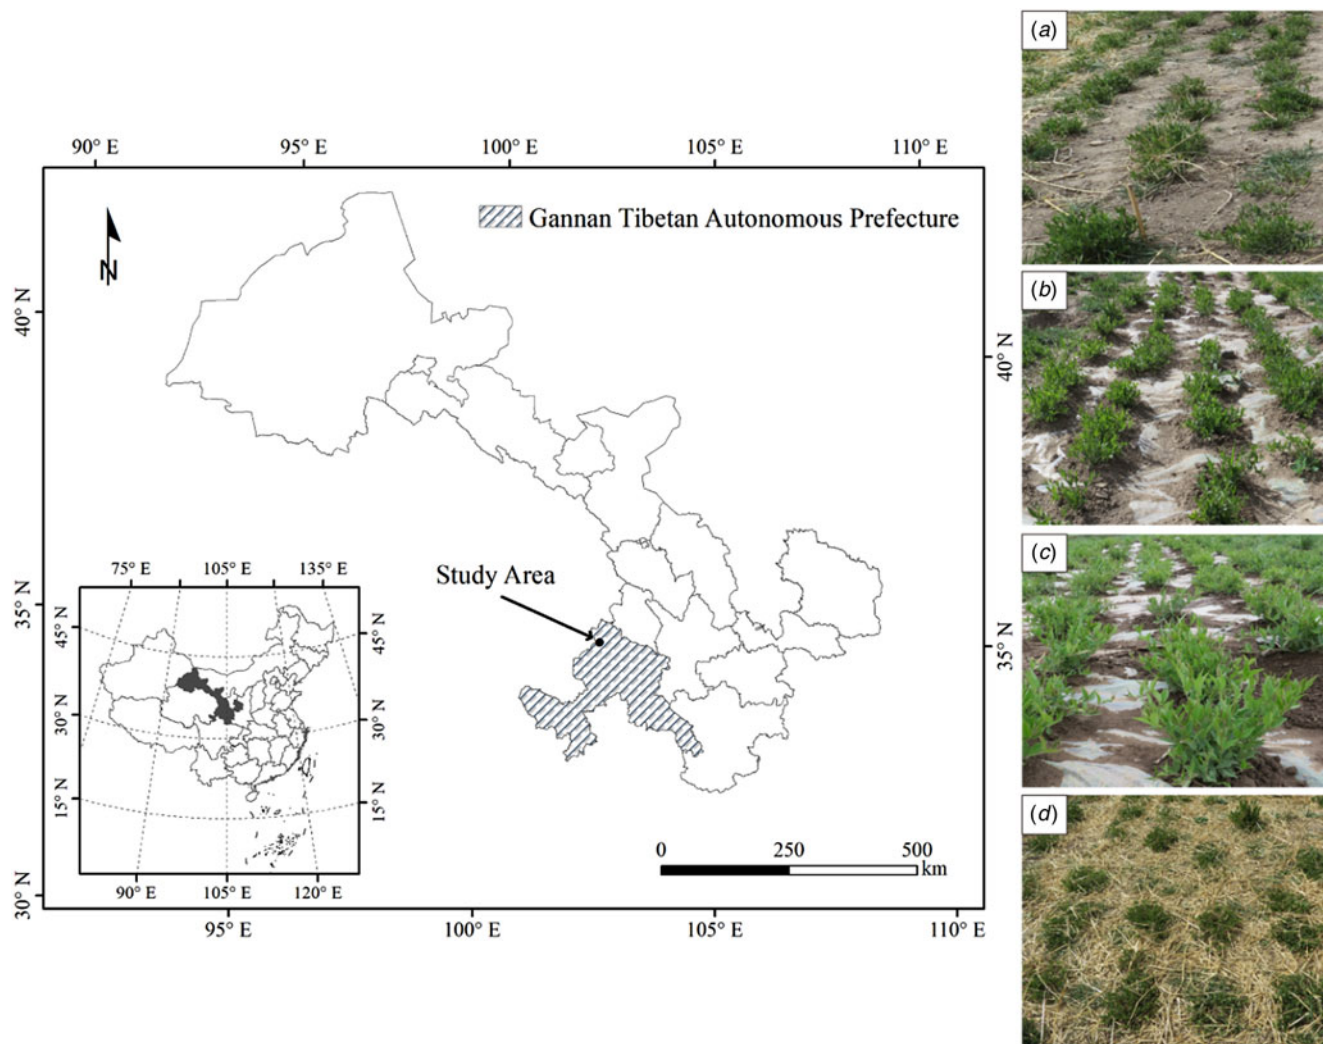 90° E 95° E 100° E 105° E 110° E
Gannan Tibetan Autonomous Prefecture
N
40° N
40° N
Study Area
35° N
35° N
75° E 105° E 135° E
45° N
45° N
30° N
30° N
15° N
15° N
90° E 105° E 120° E
0 250 500
km
30° N
95° E 100° E 105° E 110° E
(a)
(b)
(c)
(d)